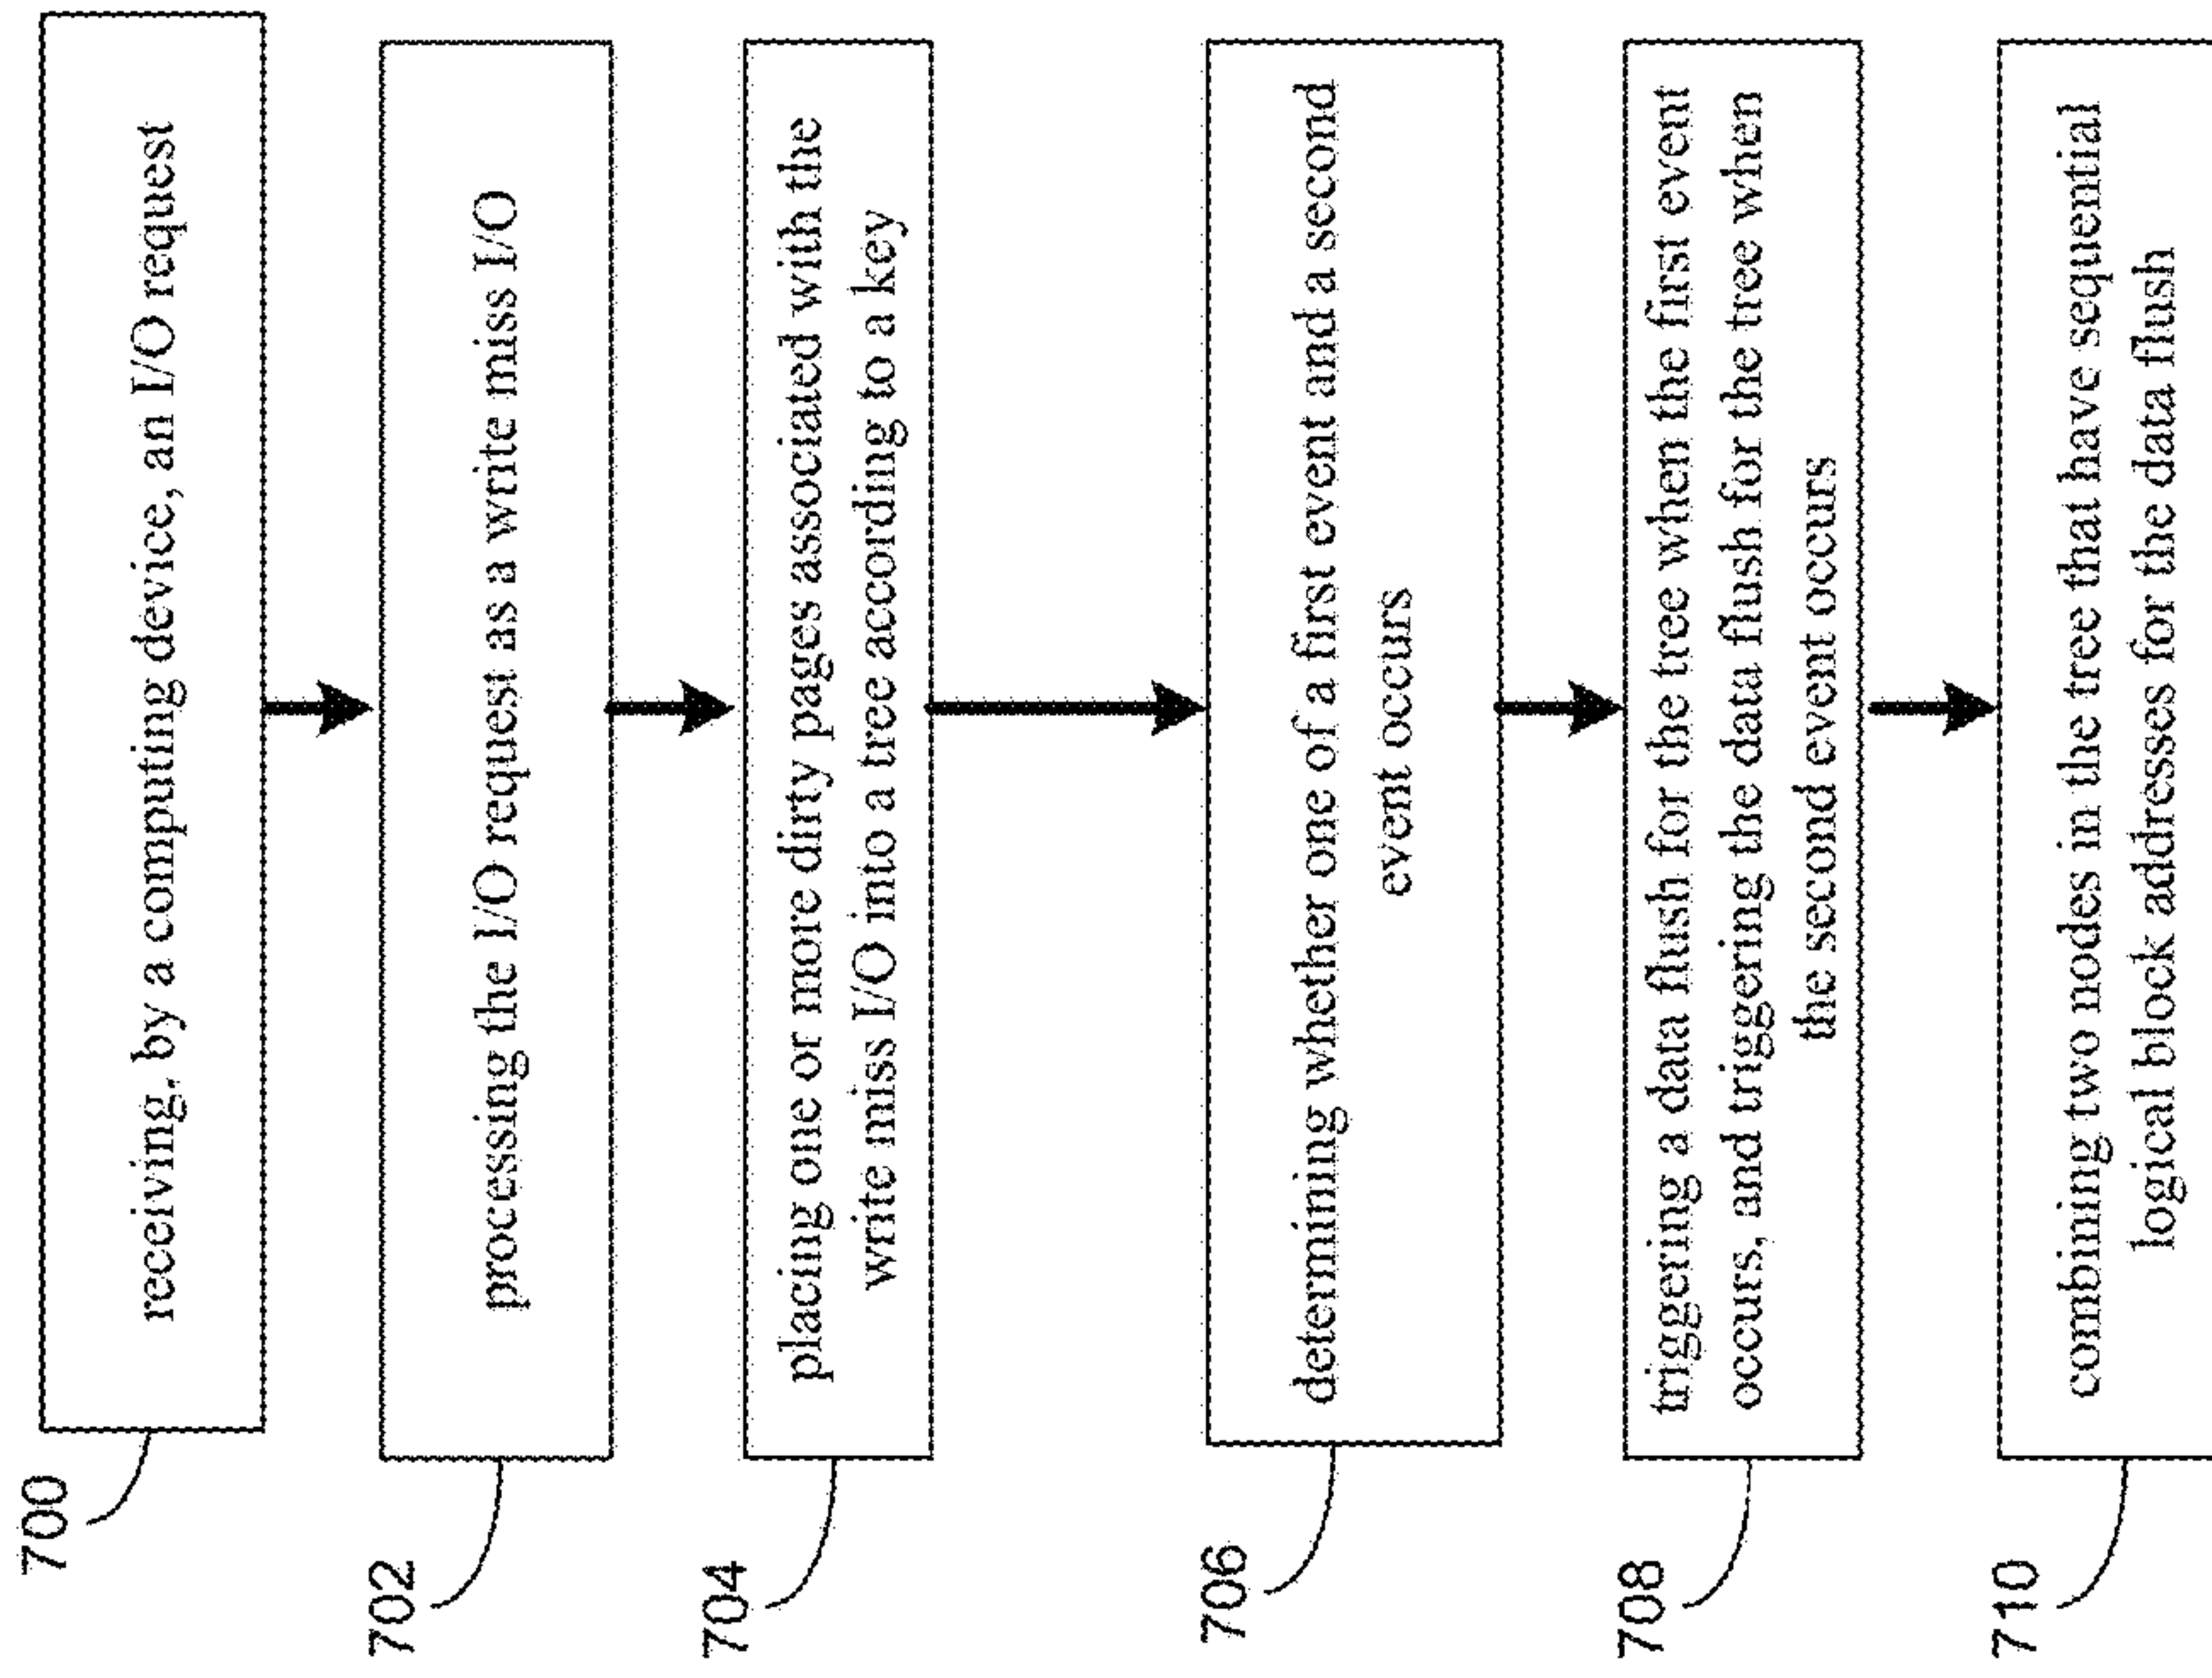 700
receiving, by a computing device, an I/O request
702
processing the I/O request as a write miss I/O
704
placing one or more dirty pages associated with the
write miss I/O into a tree according to a key
706
determining whether one of a first event and a second
event occurs
708
triggering a data flush for the tree when the first event
occurs, and triggering the data flush for the tree when
the second event occurs
710
combining two nodes in the tree that have sequential
logical block addresses for the data flush